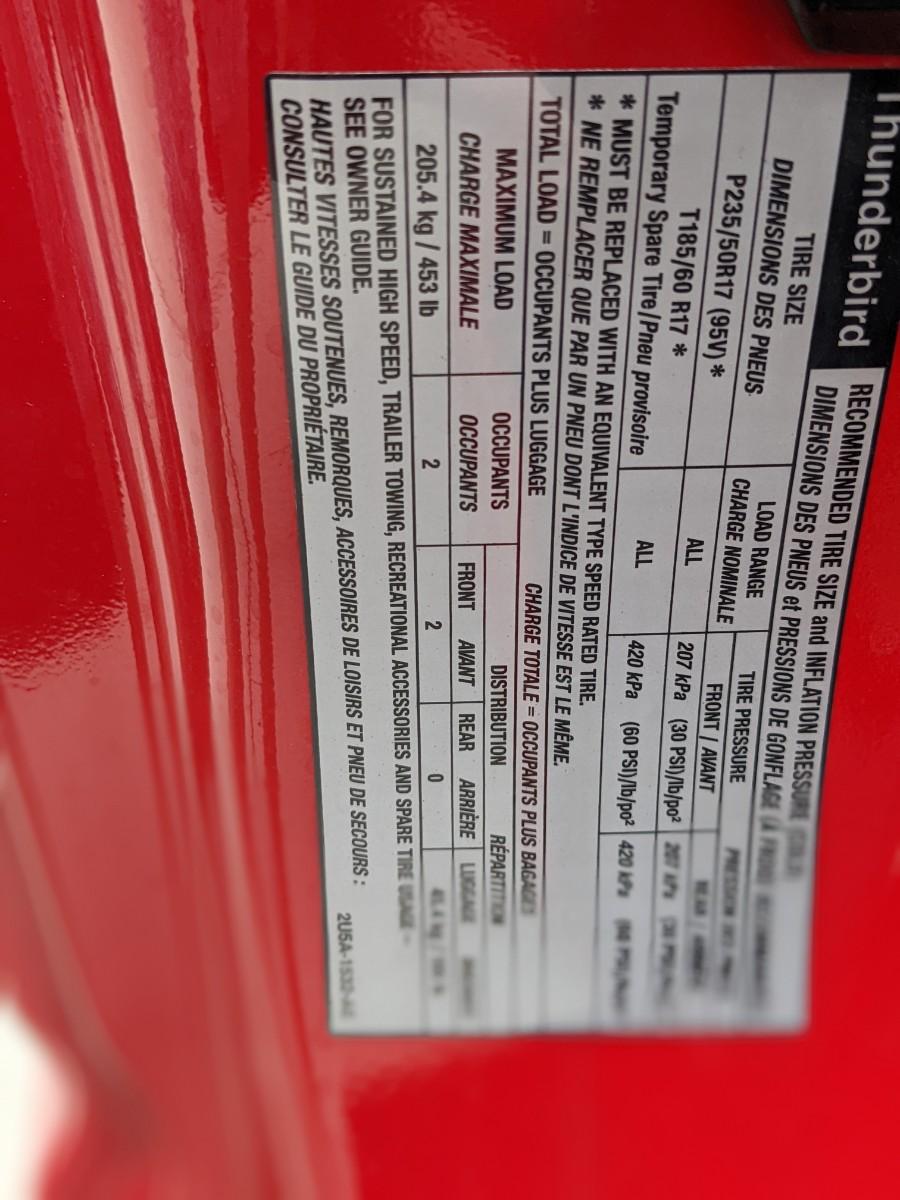 Thunderbird
RECOMMENDED TIRE SIZE and INFLATION PRESSURE
DIMENSIONS DES PNEUS et PRESSIONS DE GONFLAGE
TIRE SIZE
DIMENSIONS DES PNEUS
LOAD RANGE
CHARGE NOMINALE
TIRE PRESSURE
FRONT / AVANT
P235/50R17 (95V) *
ALL
207 kPa (30 PSI)/lb/po²
207 kPa
T185/60 R17 *
Temporary Spare Tire/Pneu provisoire
ALL
420 kPa (60 PSI)/lb/po²
420 kPa
* MUST BE REPLACED WITH AN EQUIVALENT TYPE SPEED RATED TIRE.
* NE REMPLACER QUE PAR UN PNEU DONT L'INDICE DE VITESSE EST LE MÊME.
TOTAL LOAD = OCCUPANTS PLUS LUGGAGE CHARGE TOTALE = OCCUPANTS PLUS BAGAGES
MAXIMUM LOAD
CHARGE MAXIMALE
OCCUPANTS
OCCUPANTS
DISTRIBUTION RÉPARTITION
FRONT AVANT REAR ARRIÈRE LUGGAGE
205.4 kg / 453 lb 2 2 0
FOR SUSTAINED HIGH SPEED, TRAILER TOWING, RECREATIONAL ACCESSORIES AND SPARE TIRE USAGE –
SEE OWNER GUIDE.
HAUTES VITESSES SOUTENUES, REMORQUES, ACCESSOIRES DE LOISIRS ET PNEU DE SECOURS :
CONSULTER LE GUIDE DU PROPRIÉTAIRE.